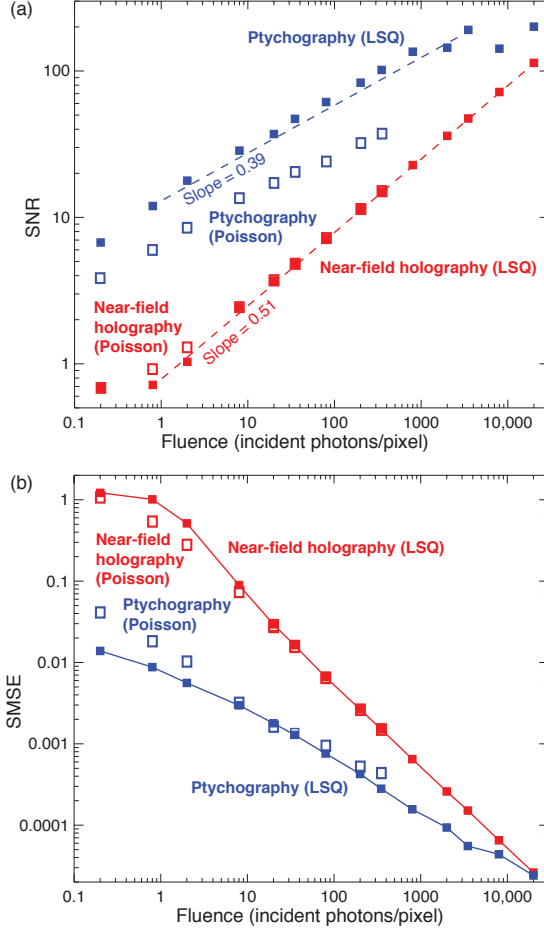 (a)
Ptychography (LSQ)
100
Slope = 0.39
SNR
10
Ptychography
(Poisson)
Near-field holography (LSQ)
Near-field
holography
(Poisson)
Slope = 0.51
1
0.1
1
10
100
1000
10,000
Fluence (incident photons/pixel)
(b)
1
Near-field
holography
(Poisson)
Near-field holography (LSQ)
0.1
Ptychography
(Poisson)
0.01
SMSE
0.001
Ptychography (LSQ)
0.0001
0.1
1
10
100
1000
10,000
Fluence (incident photons/pixel)